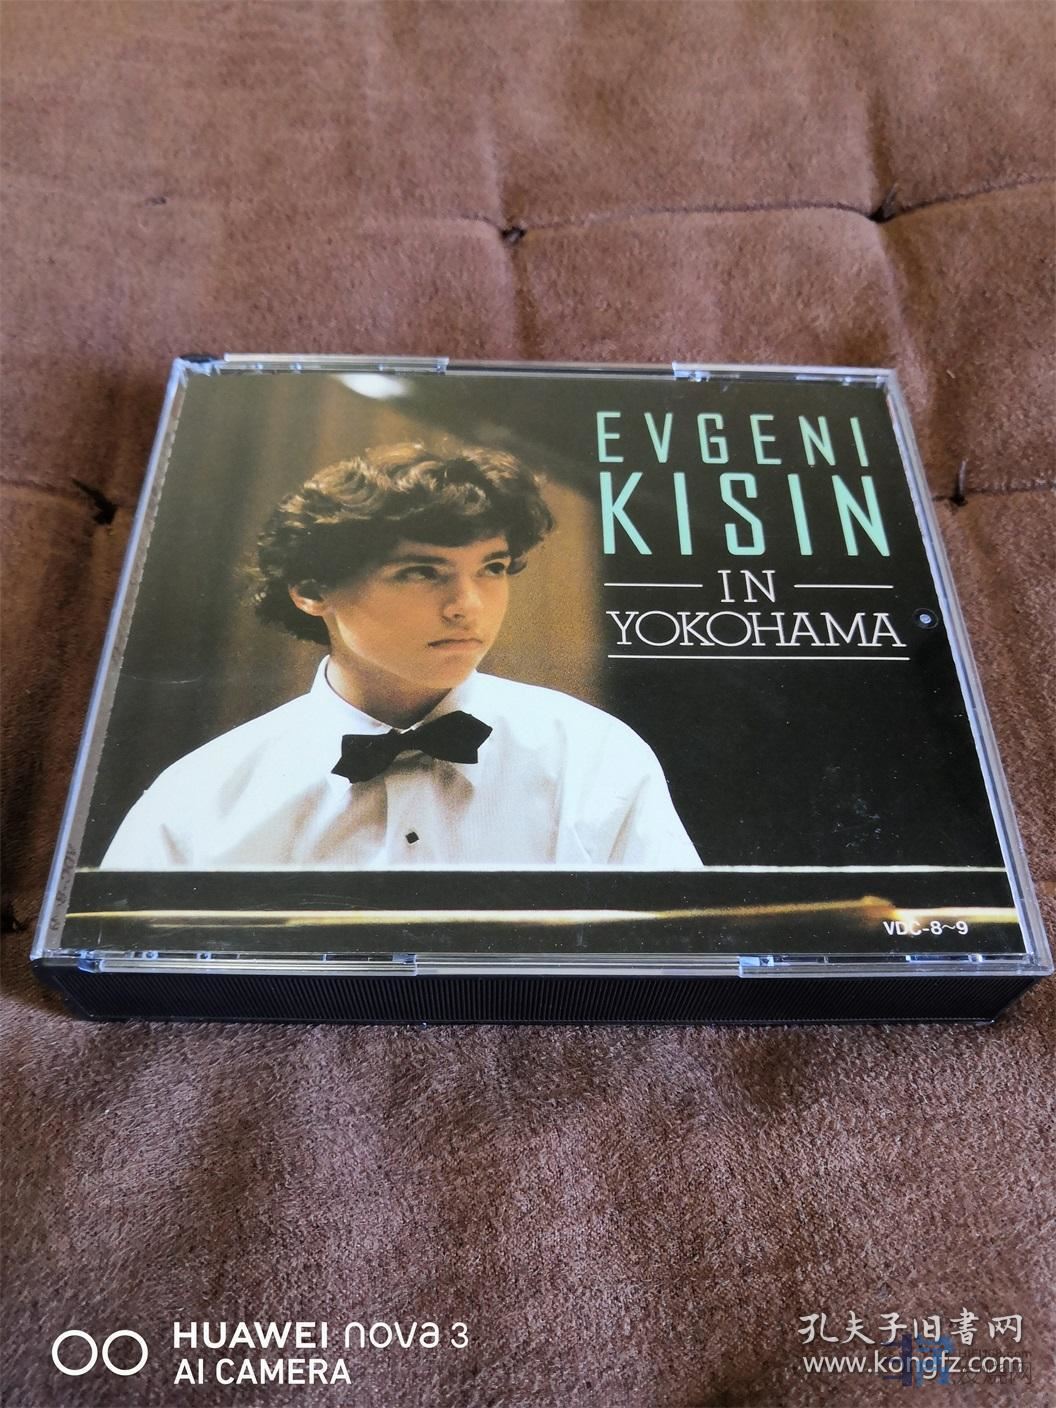 EVGENI
KISIN
IN
YOKOHAMA
VDC-8~9
HUAWEI nova 3
AI CAMERA
孔夫子旧書网
www.kongfz.com